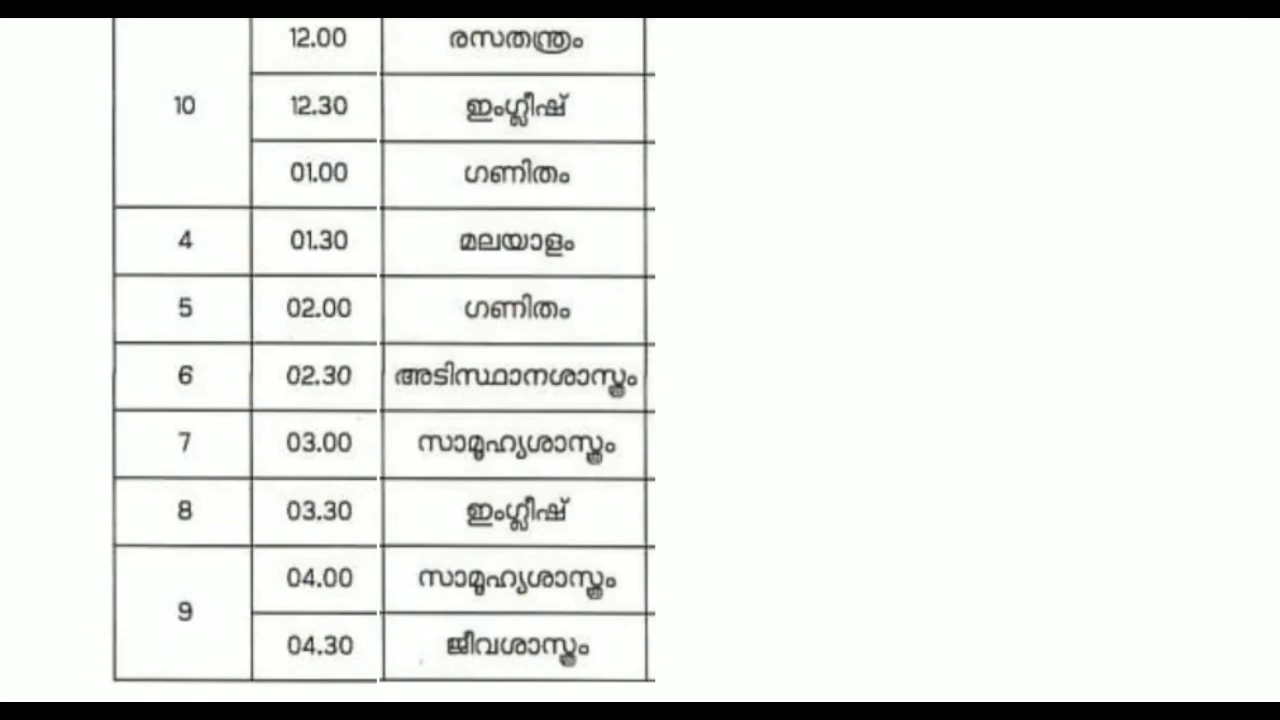 12.00 രസതന്ത്രം
10 12.30 ഇംഗ്ലീഷ്
01.00 ഗണിതം
4 01.30 മലയാളം
5 02.00 ഗണിതം
6 02.30 അടിസ്ഥാനശാസ്ത്രം
7 03.00 സാമൂഹ്യശാസ്ത്രം
8 03.30 ഇംഗ്ലീഷ്
9 04.00 സാമൂഹ്യശാസ്ത്രം
04.30 ജീവശാസ്ത്രം